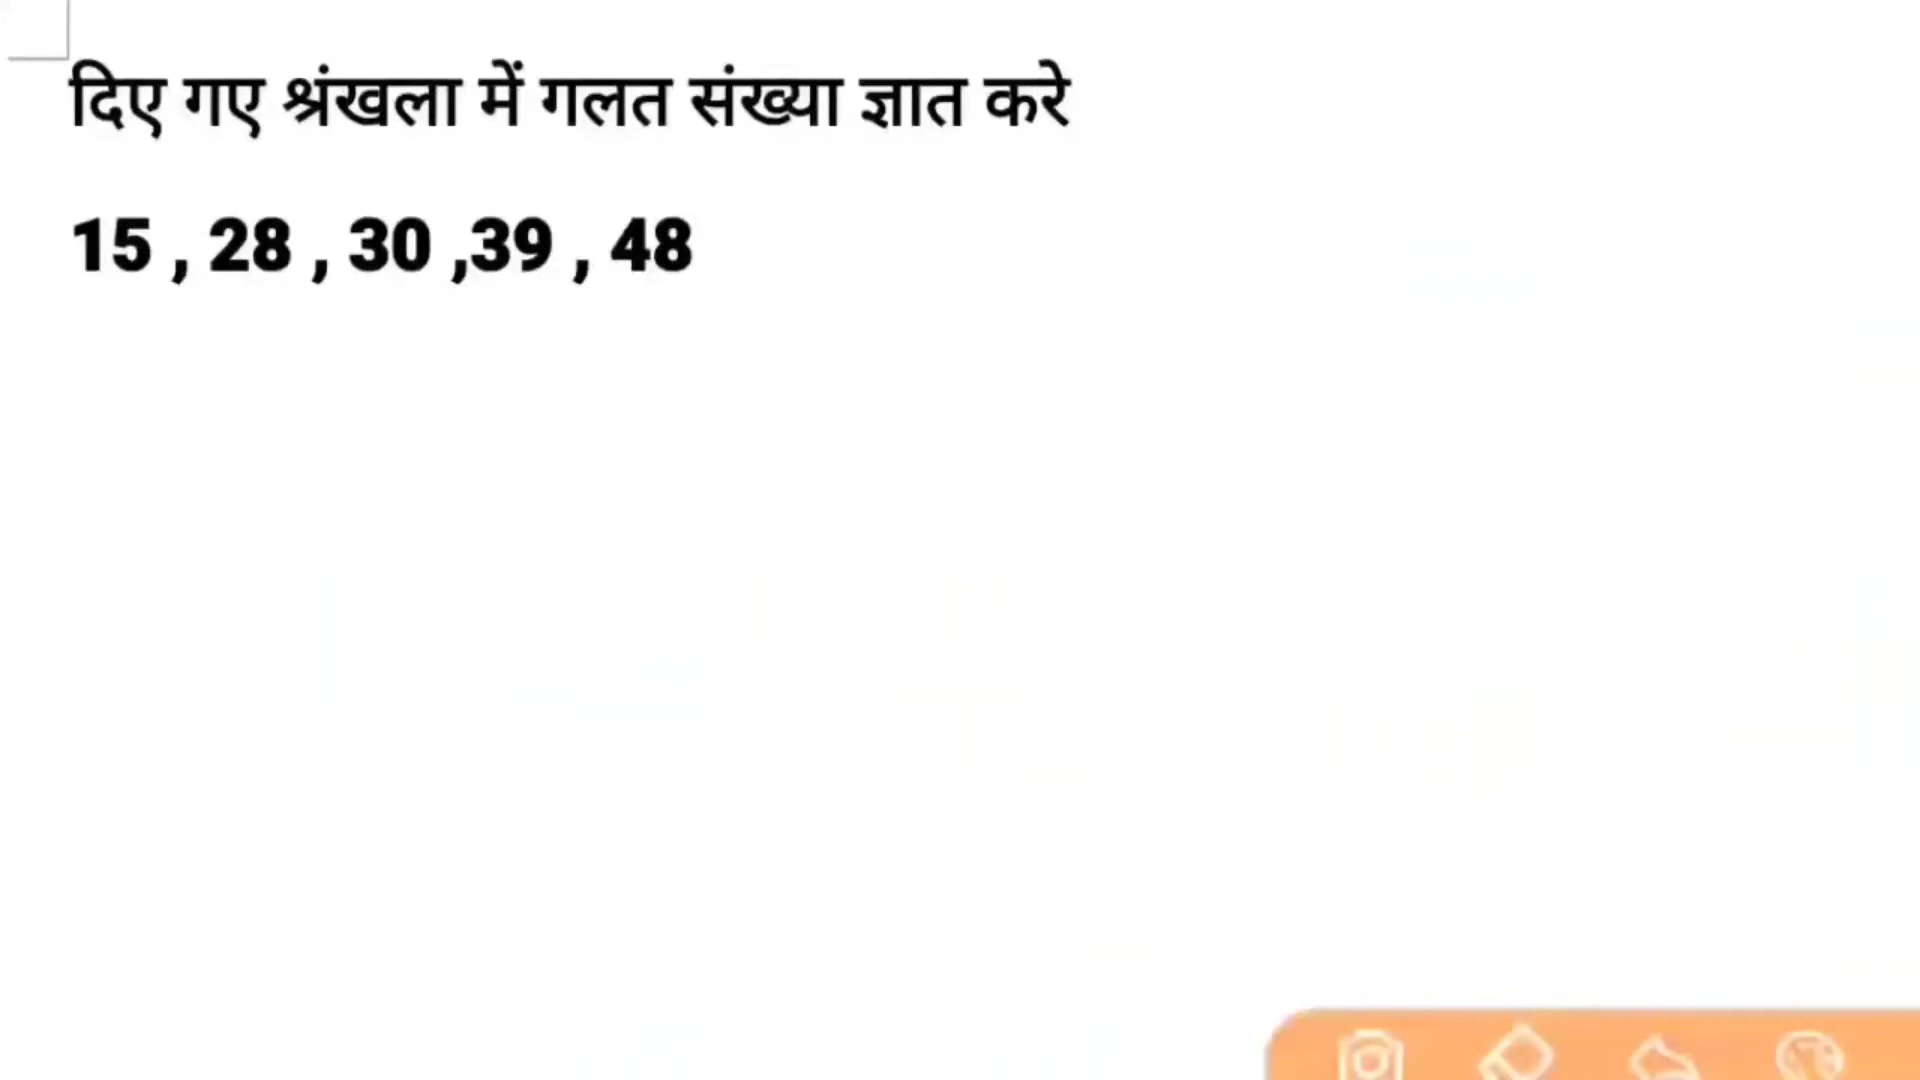 दिए गए श्रंखला में गलत संख्या ज्ञात करे
15 , 28 , 30 ,39 , 48